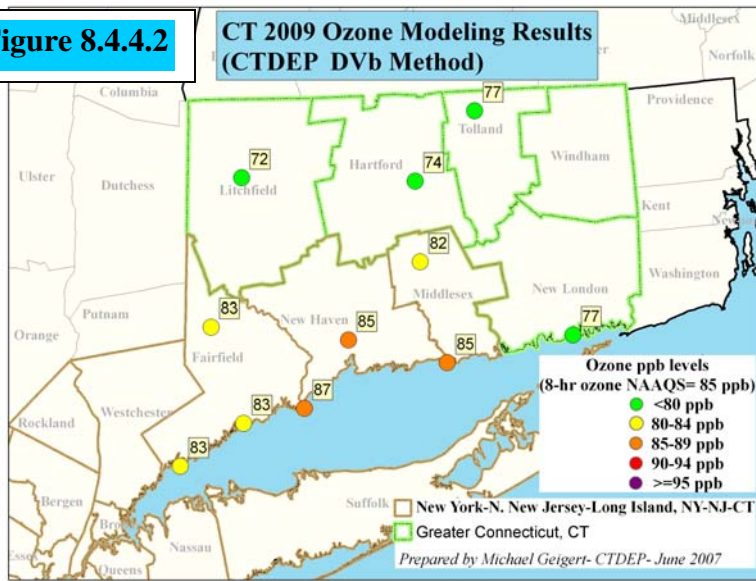 Figure 8.4.4.2
CT 2009 Ozone Modeling Results
(CTDEP DVb Method)
Middlesex
Norfolk
Columbia
Providence
77
Tolland
72
Litchfield
Hartford
74
Windham
Ulster
Dutchess
Kent
82
Middlesex
New London
Washington
83
New Haven
85
77
Putnam
Orange
Fairfield
85
87
83
Westchester
Rockland
83
Bergen
Suffolk
Essex
Nassau
Queens
Ozone ppb levels
(8-hr ozone NAAQS= 85 ppb)
<80 ppb
80-84 ppb
85-89 ppb
90-94 ppb
>=95 ppb
New York-N. New Jersey-Long Island, NY-NJ-CT
Greater Connecticut, CT
Prepared by Michael Geigert- CTDEP- June 2007